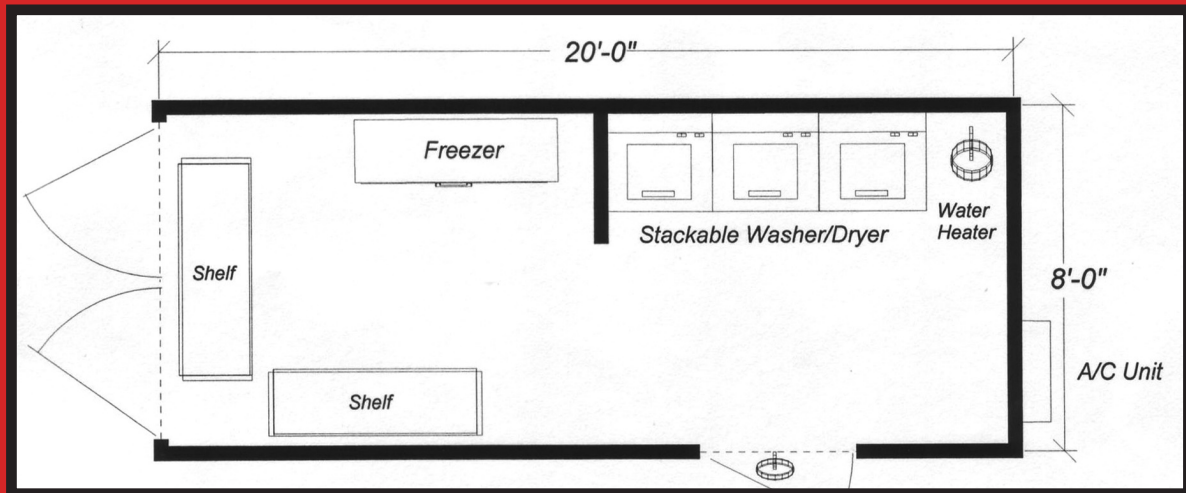 20'-0"
Freezer
Water
Heater
Stackable Washer/Dryer
Shelf
8'-0"
A/C Unit
Shelf